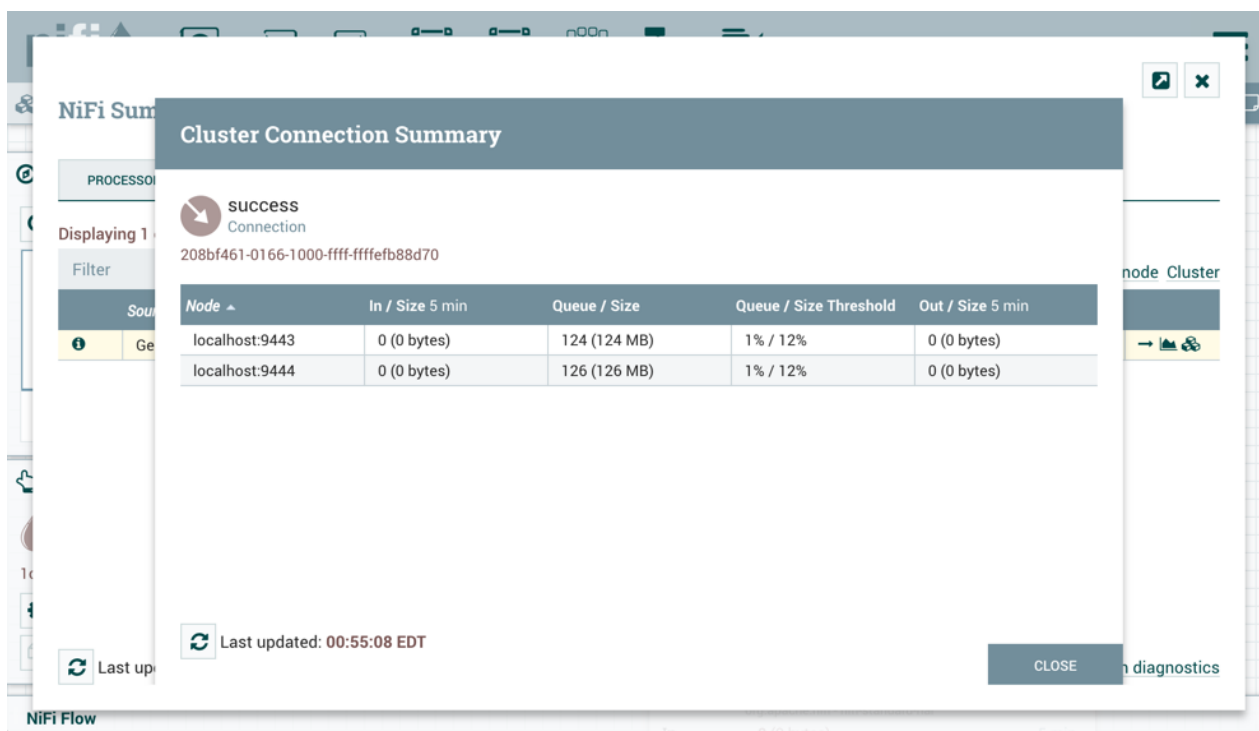 nifi
NiFi Sum
Cluster Connection Summary
PROCESSO
success
Connection
208bf461-0166-1000-ffff-ffffefb88d70
Displaying 1
Filter
node Cluster
Sou
Node In / Size 5 min Queue / Size Queue / Size Threshold Out / Size 5 min
Ge
localhost:9443 0 (0 bytes) 124 (124 MB) 1% / 12% 0 (0 bytes)
localhost:9444 0 (0 bytes) 126 (126 MB) 1% / 12% 0 (0 bytes)
Last updated: 00:55:08 EDT
CLOSE
Last up
diagnostics
NiFi Flow